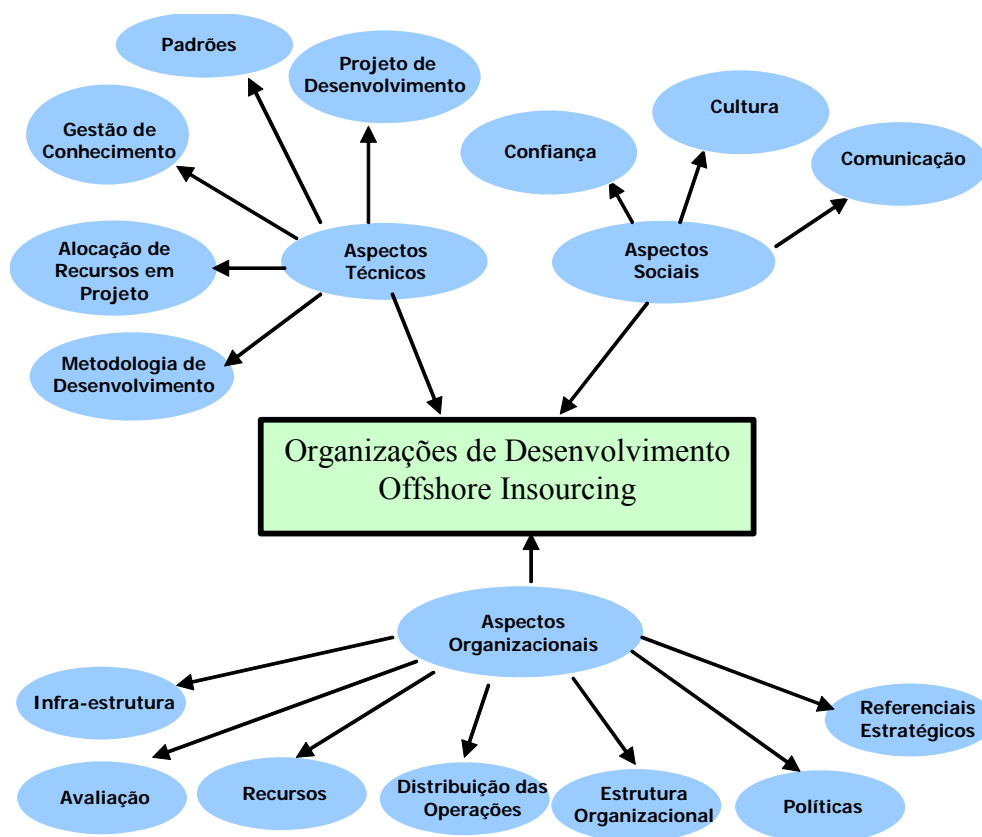 Padrões
Projeto de
Desenvolvimento
Gestão de
Conhecimento
Alocação de
Recursos em
Projeto
Metodologia de
Desenvolvimento
Aspectos
Técnicos
Confiança
Cultura
Comunicação
Aspectos
Sociais
Organizações de Desenvolvimento
Offshore Insourcing
Aspectos
Organizacionais
Infra-estrutura
Avaliação
Recursos
Distribuição das
Operações
Estrutura
Organizacional
Políticas
Referenciais
Estratégicos